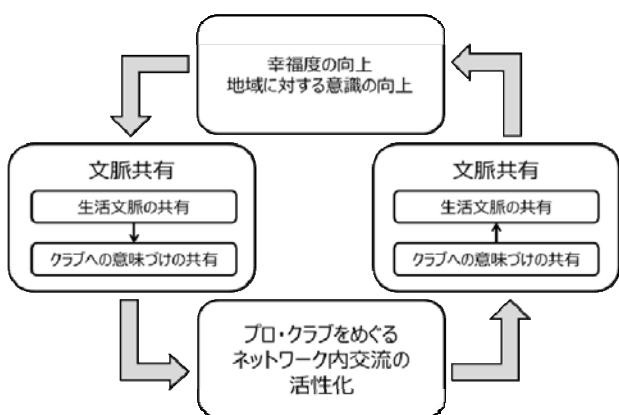 幸福度の向上
地域に対する意識の向上
文脈共有
生活文脈の共有
クラブへの意味づけの共有
文脈共有
生活文脈の共有
クラブへの意味づけの共有
プロ・クラブをめぐる
ネットワーク内交流の
活性化